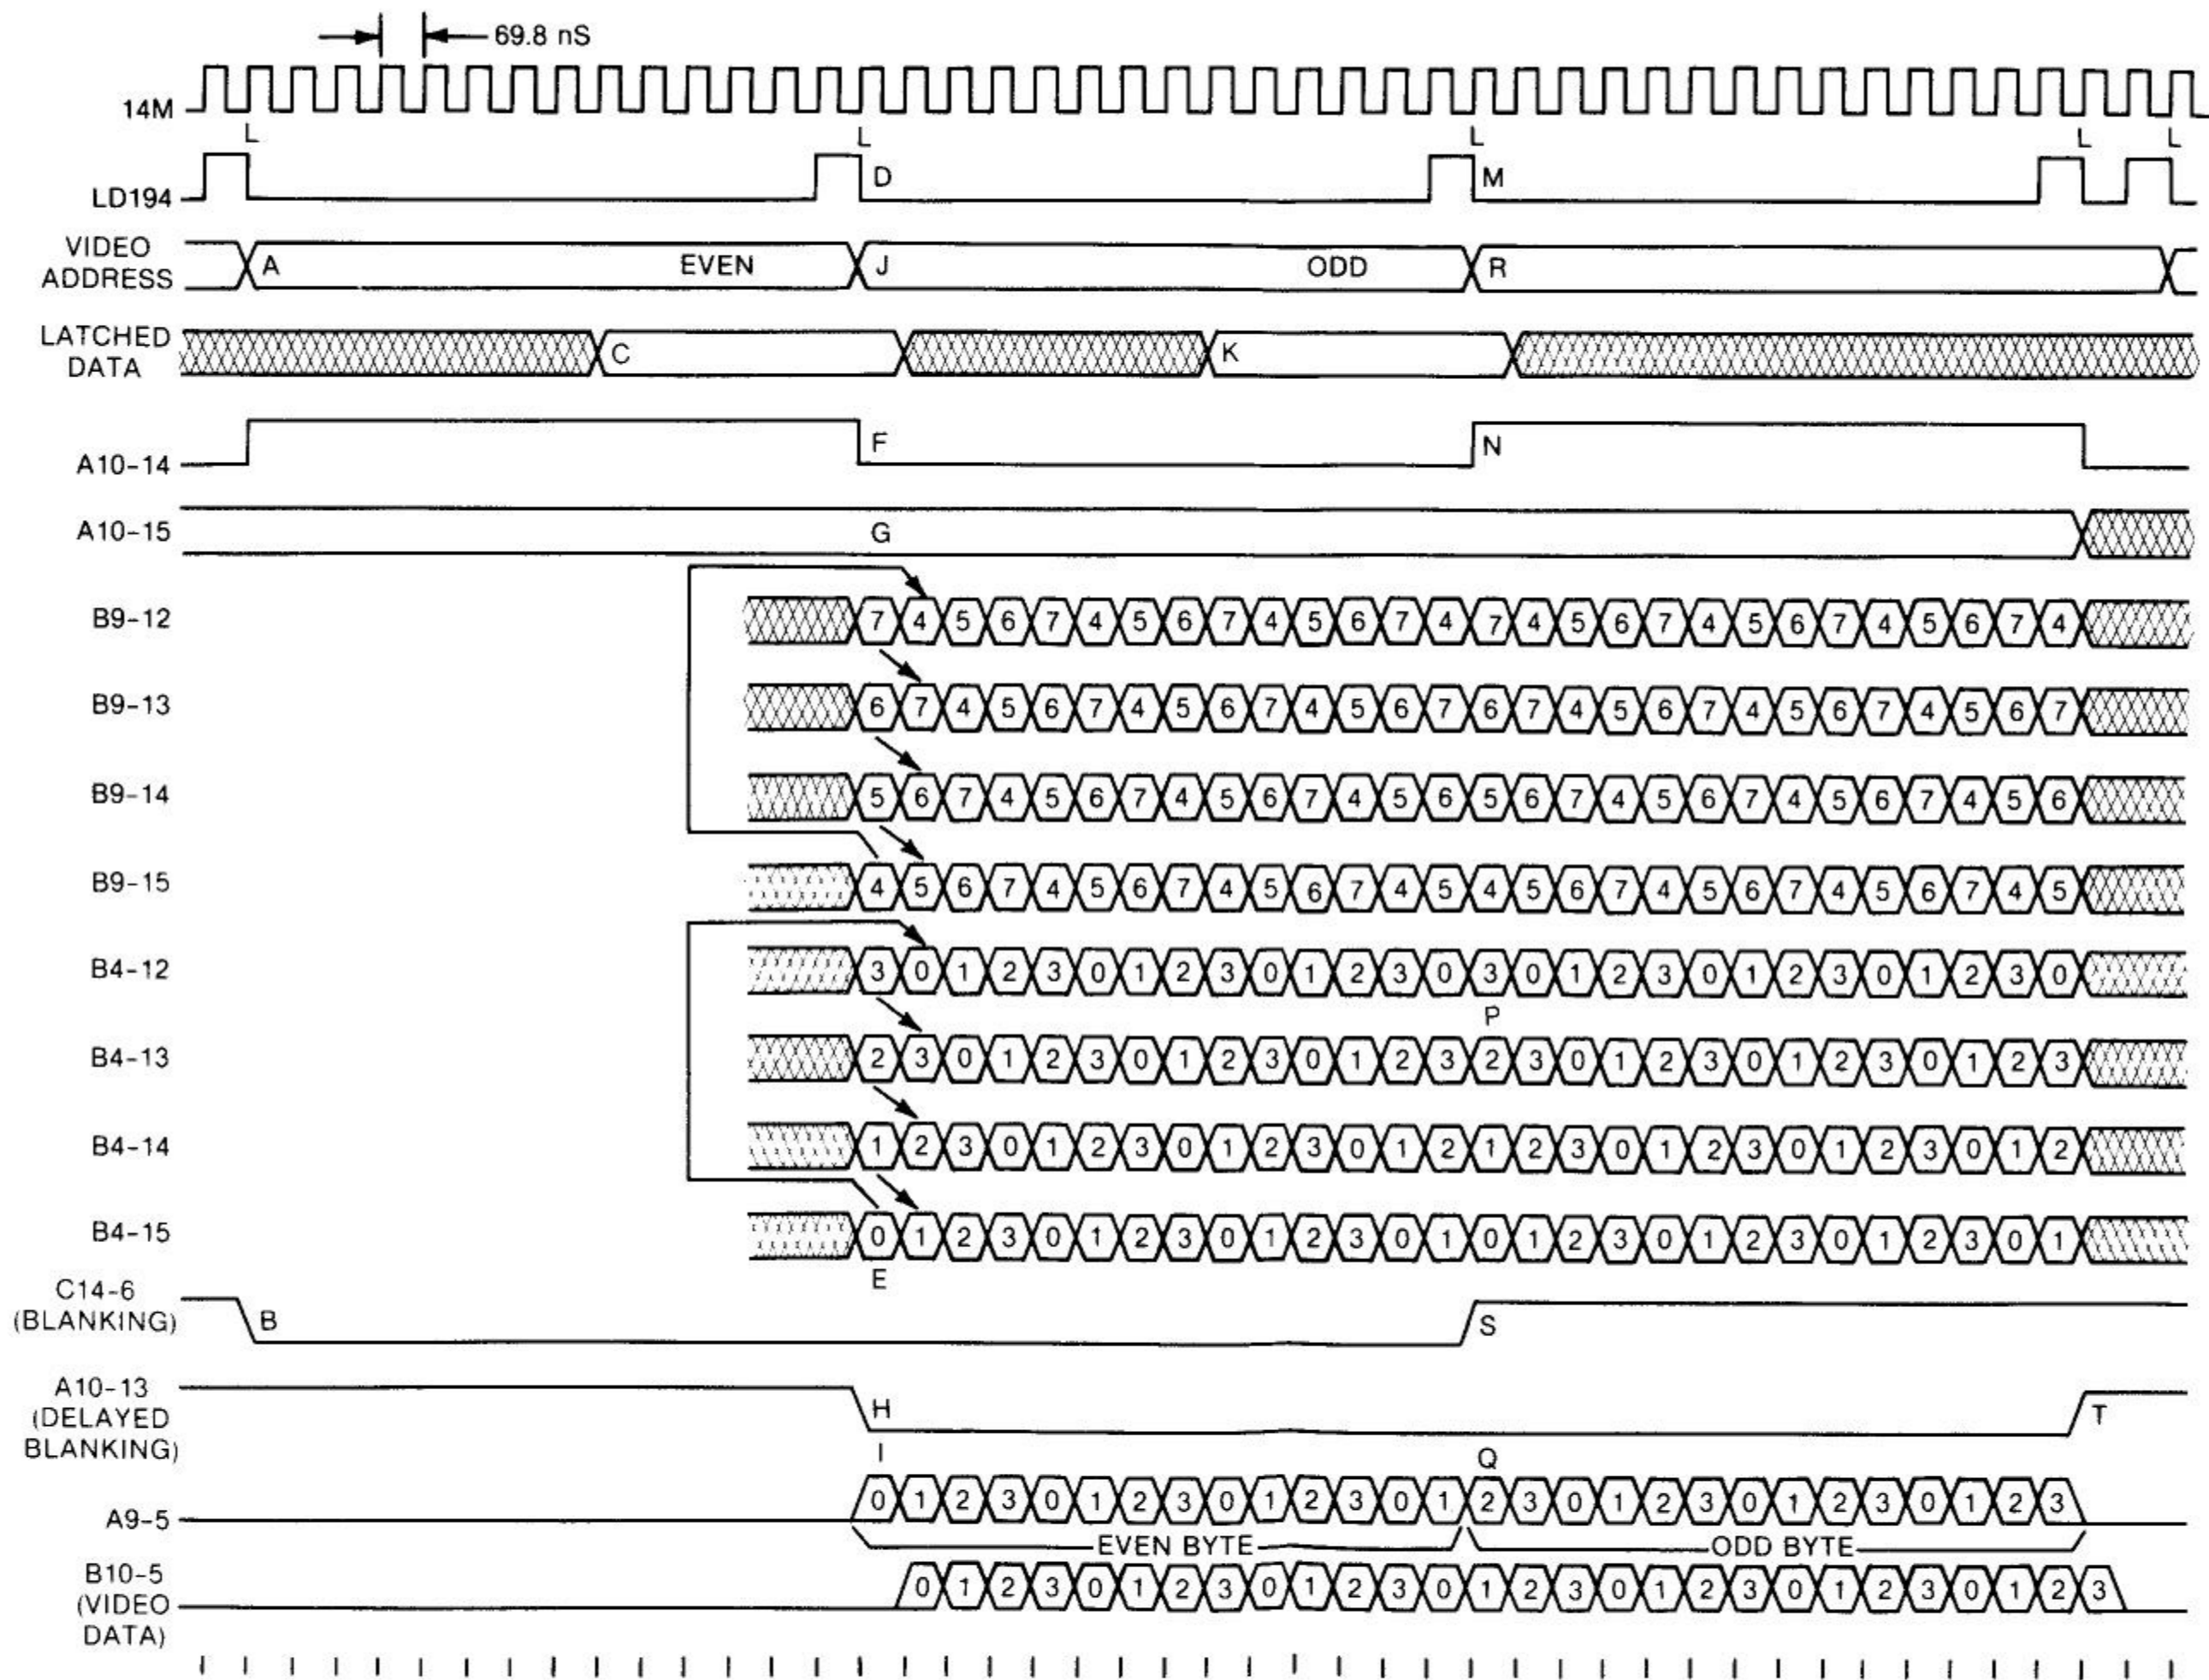 69.8 nS
14M
L L L L L
LD194 D M
VIDEO
ADDRESS
A EVEN J ODD R
LATCHED
DATA
C K
A10-14 F N
A10-15 G
B9-12 7 4 5 6 7 4 5 6 7 4 5 6 7 4 7 4 5 6 7 4 5 6 7 4 5 6 7 4
B9-13 6 7 4 5 6 7 4 5 6 7 4 5 6 7 6 7 4 5 6 7 4 5 6 7 4 5 6 7
B9-14 5 6 7 4 5 6 7 4 5 6 7 4 5 6 5 6 7 4 5 6 7 4 5 6 7 4 5 6
B9-15 4 5 6 7 4 5 6 7 4 5 6 7 4 5 4 5 6 7 4 5 6 7 4 5 6 7 4 5
B4-12 3 0 1 2 3 0 1 2 3 0 1 2 3 0 3 0 1 2 3 0 1 2 3 0 1 2 3 0
P
B4-13 2 3 0 1 2 3 0 1 2 3 0 1 2 3 2 3 0 1 2 3 0 1 2 3 0 1 2 3
B4-14 1 2 3 0 1 2 3 0 1 2 3 0 1 2 1 2 3 0 1 2 3 0 1 2 3 0 1 2
B4-15 0 1 2 3 0 1 2 3 0 1 2 3 0 1 0 1 2 3 0 1 2 3 0 1 2 3 0 1
E
C14-6
(BLANKING)
B S
A10-13
(DELAYED
BLANKING)
H T
I Q
A9-5 0 1 2 3 0 1 2 3 0 1 2 3 0 1 2 3 0 1 2 3 0 1 2 3 0 1 2 3
EVEN BYTE ODD BYTE
B10-5
(VIDEO
DATA)
0 1 2 3 0 1 2 3 0 1 2 3 0 1 2 3 0 1 2 3 0 1 2 3 0 1 2 3